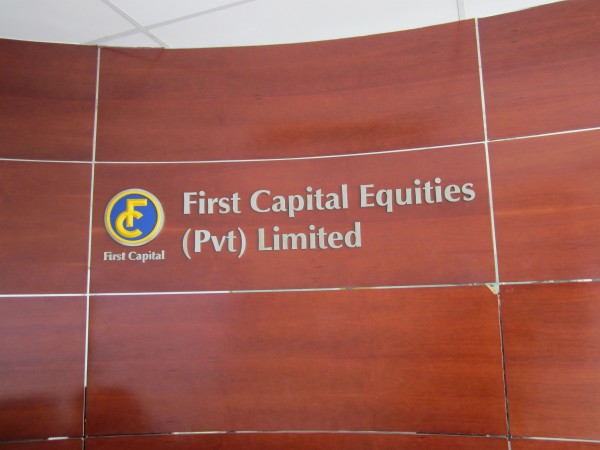 First Capital Equities
(Pvt) Limited
FC
First Capital